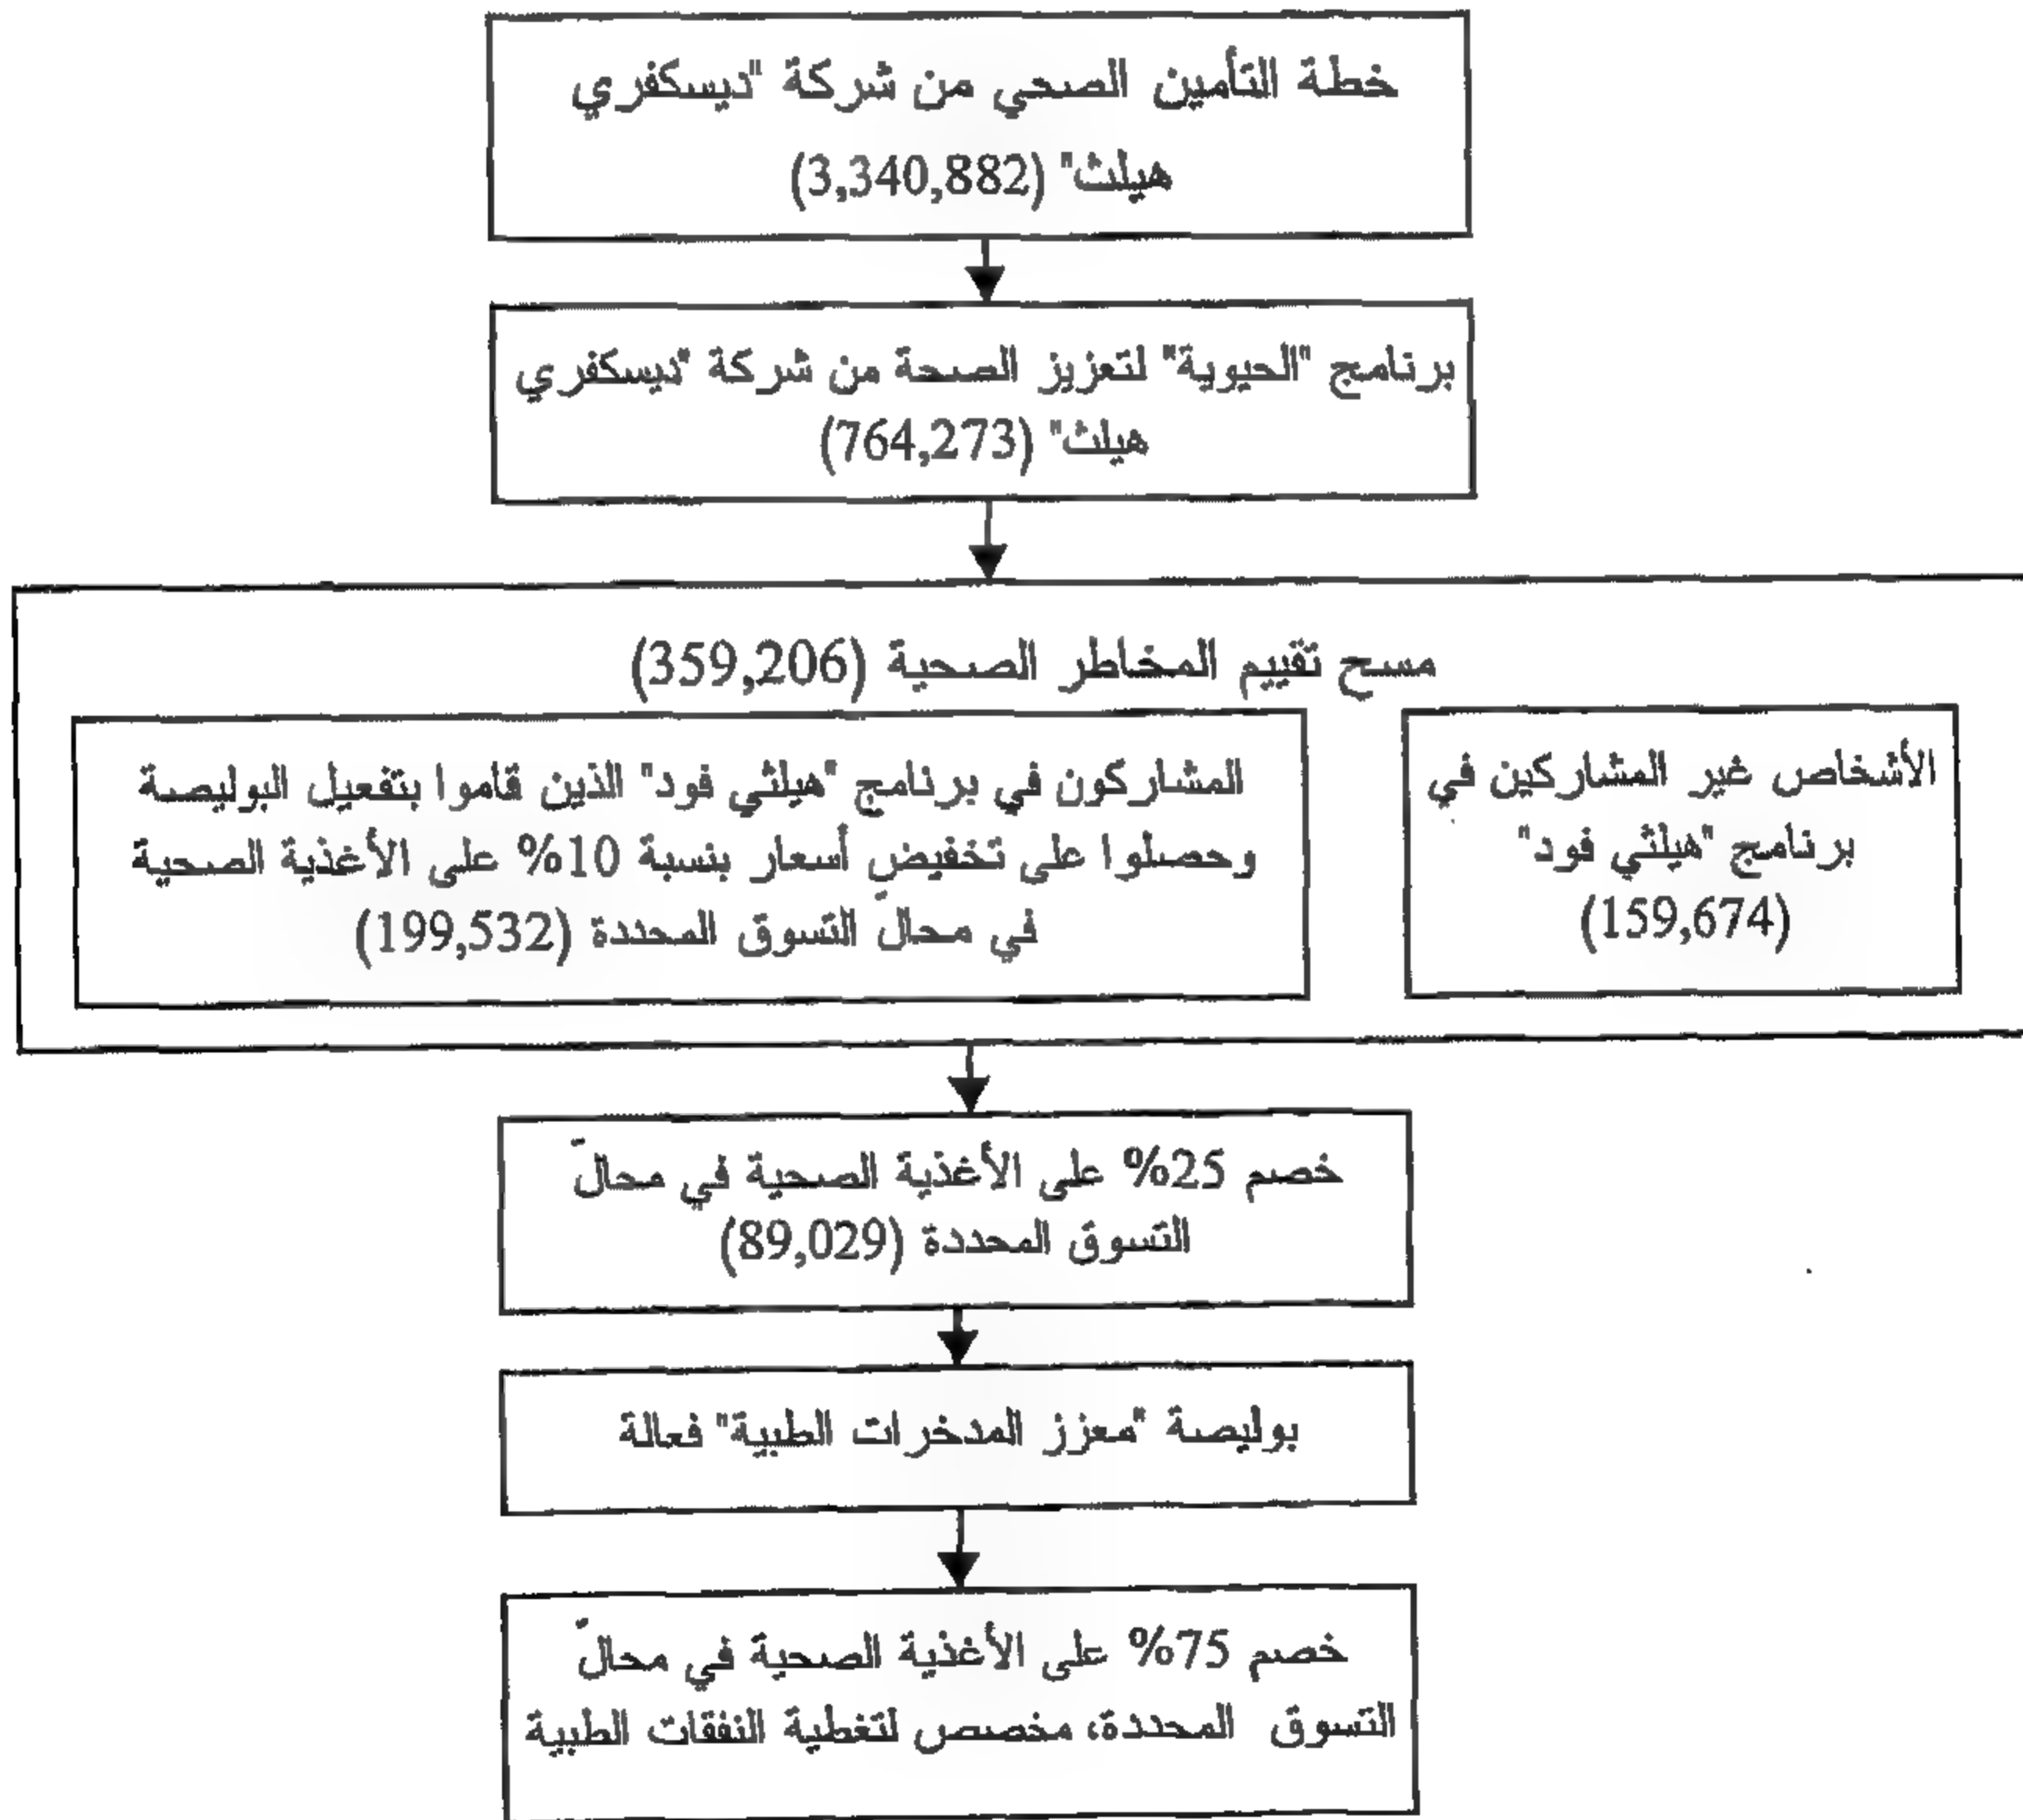 خطة التأمين الصحي من شركة "ديسكفري
هيلث" (3,340,882)
برنامج "الحيوية" لتعزيز الصحة من شركة "ديسكفري
هيلث" (764,273)
مسح تقييم المخاطر الصحية (359,206)
الأشخاص غير المشاركين في
برنامج "هيلثي فود"
(159,674)
المشاركون في برنامج "هيلثي فود" الذين قاموا بتفعيل البوليصة
وحصلوا على تخفيض أسعار بنسبة 10% على الأغذية الصحية
في محالّ التسوق المحددة (199,532)
خصم 25% على الأغذية الصحية في محالّ
التسوق المحددة (89,029)
بوليصة "معزز المدخرات الطبية" فعالة
خصم 75% على الأغذية الصحية في محالّ
التسوق المحددة، مخصص لتغطية النفقات الطبية